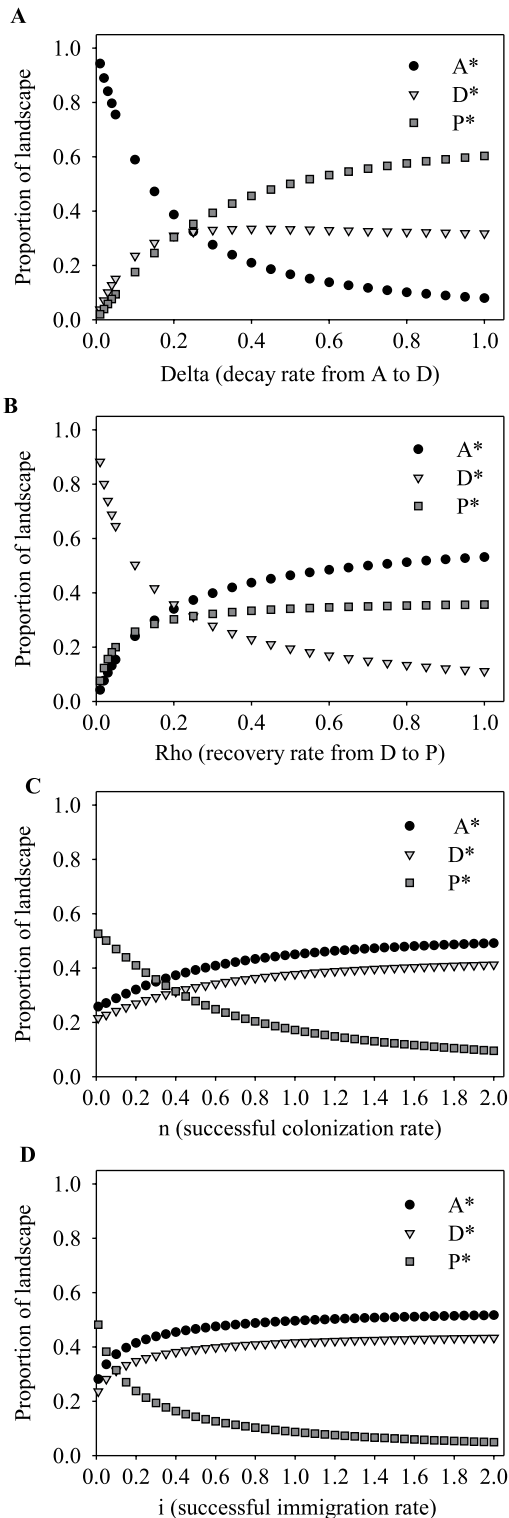 A
1.0
0.8
0.6
0.4
0.2
0.0
Proportion of landscape
A*
D*
P*
0.0 0.2 0.4 0.6 0.8 1.0
Delta (decay rate from A to D)
B
1.0
0.8
0.6
0.4
0.2
0.0
Proportion of landscape
A*
D*
P*
0.0 0.2 0.4 0.6 0.8 1.0
Rho (recovery rate from D to P)
C
1.0
0.8
0.6
0.4
0.2
0.0
Proportion of landscape
A*
D*
P*
0.0 0.2 0.4 0.6 0.8 1.0 1.2 1.4 1.6 1.8 2.0
n (successful colonization rate)
D
1.0
0.8
0.6
0.4
0.2
0.0
Proportion of landscape
A*
D*
P*
0.0 0.2 0.4 0.6 0.8 1.0 1.2 1.4 1.6 1.8 2.0
i (successful immigration rate)